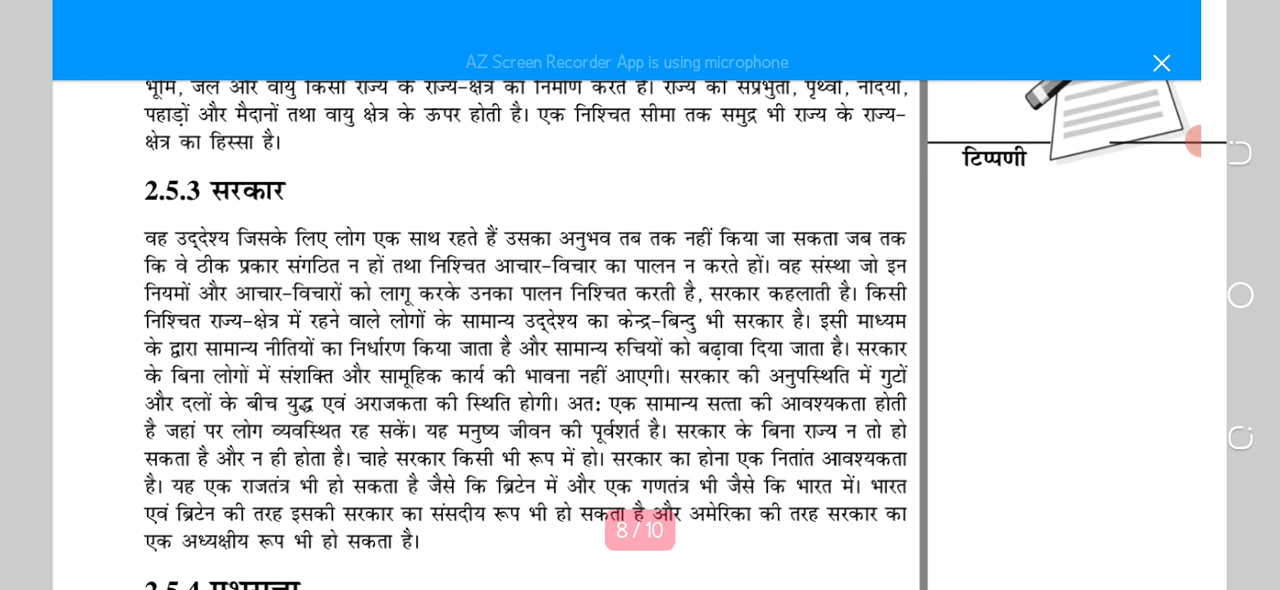 AZ Screen Recorder App is using microphone
भूमि, जल और वायु किसी राज्य के राज्य-क्षेत्र का निर्माण करते हैं। राज्य की संप्रभुता, पृथ्वी, नदियों,
पहाड़ों और मैदानों तथा वायु क्षेत्र के ऊपर होती है। एक निश्चित सीमा तक समुद्र भी राज्य के राज्य-
क्षेत्र का हिस्सा है।
टिप्पणी
2.5.3 सरकार
वह उद्देश्य जिसके लिए लोग एक साथ रहते हैं उसका अनुभव तब तक नहीं किया जा सकता जब तक
कि वे ठीक प्रकार संगठित न हों तथा निश्चित आचार-विचार का पालन न करते हों। वह संस्था जो इन
नियमों और आचार-विचारों को लागू करके उनका पालन निश्चित करती है, सरकार कहलाती है। किसी
निश्चित राज्य-क्षेत्र में रहने वाले लोगों के सामान्य उद्देश्य का केन्द्र-बिन्दु भी सरकार है। इसी माध्यम
के द्वारा सामान्य नीतियों का निर्धारण किया जाता है और सामान्य रुचियों को बढ़ावा दिया जाता है। सरकार
के बिना लोगों में संशक्ति और सामूहिक कार्य की भावना नहीं आएगी। सरकार की अनुपस्थिति में गुटों
और दलों के बीच युद्ध एवं अराजकता की स्थिति होगी। अत: एक सामान्य सत्ता की आवश्यकता होती
है जहां पर लोग व्यवस्थित रह सकें। यह मनुष्य जीवन की पूर्वशर्त है। सरकार के बिना राज्य न तो हो
सकता है और न ही होता है। चाहे सरकार किसी भी रूप में हो। सरकार का होना एक नितांत आवश्यकता
है। यह एक राजतंत्र भी हो सकता है जैसे कि ब्रिटेन में और एक गणतंत्र भी जैसे कि भारत में। भारत
एवं ब्रिटेन की तरह इसकी सरकार का संसदीय रूप भी हो सकता है और अमेरिका की तरह सरकार का
एक अध्यक्षीय रूप भी हो सकता है।
8 / 10
2.5.4